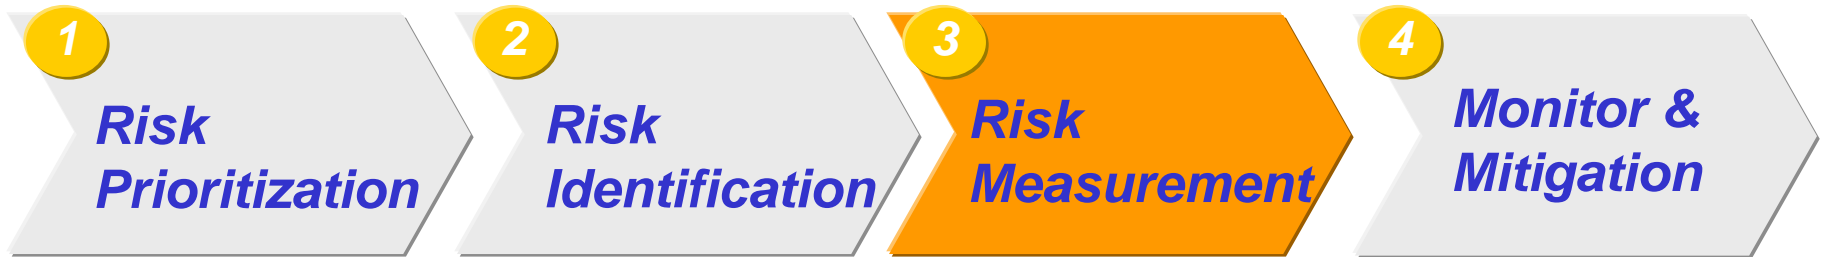 1
Risk
Prioritization
2
Risk
Identification
3
Risk
Measurement
4
Monitor &
Mitigation